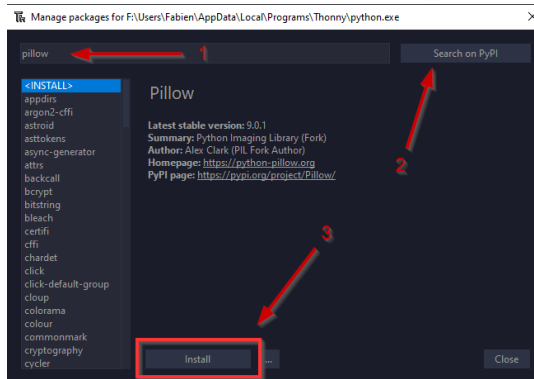 Manage packages for F:\Users\Fabien\AppData\Local\Programs\Thonny\python.exe
pillow
1
Search on PyPI
2
<INSTALL>
appdirs
argon2-cffi
astroid
asttokens
async-generator
attrs
backcall
bcrypt
bitstring
bleach
certifi
cffi
chardet
click
click-default-group
cloup
colorama
colour
commonmark
cryptography
cycler
Pillow
Latest stable version: 9.0.1
Summary: Python Imaging Library (Fork)
Author: Alex Clark (PIL Fork Author)
Homepage: https://python-pillow.org
PyPI page: https://pypi.org/project/Pillow/
3
Install
...
Close